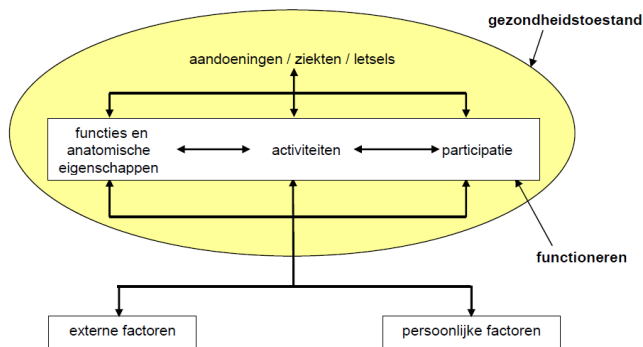 gezondheidstoestand
aandoeningen / ziekten / letsels
functies en
anatomische
eigenschappen
activiteiten
participatie
functioneren
externe factoren
persoonlijke factoren